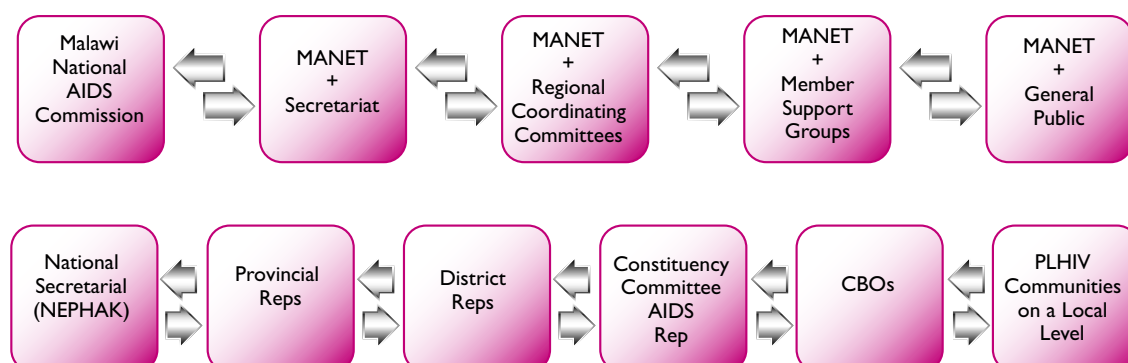 Malawi
National
AIDS
Commission
MANET
+
Secretariat
MANET
+
Regional
Coordinating
Committees
MANET
+
Member
Support
Groups
MANET
+
General
Public
National
Secretarial
(NEPHAK)
Provincial
Reps
District
Reps
Constituency
Committee
AIDS
Rep
CBOs
PLHIV
Communities
on a Local
Level